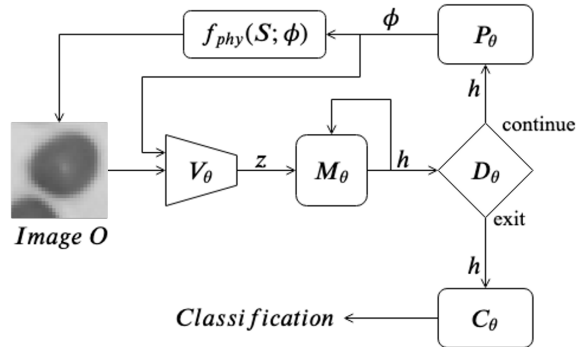 f_phy(S; ϕ)
ϕ
P_θ
h
continue
V_θ
z
M_θ
h
D_θ
Image O
exit
h
Classification
C_θ